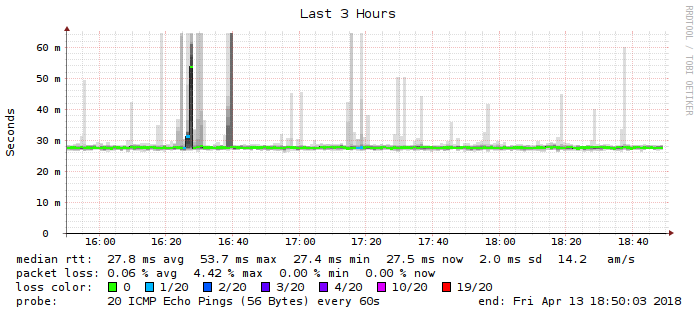 Last 3 Hours
RRDTOOL / TOBI OETIKER
Seconds
60 m
50 m
40 m
30 m
20 m
10 m
0
16:00 16:20 16:40 17:00 17:20 17:40 18:00 18:20 18:40
median rtt: 27.8 ms avg 53.7 ms max 27.4 ms min 27.5 ms now 2.0 ms sd 14.2 am/s
packet loss: 0.06 % avg 4.42 % max 0.00 % min 0.00 % now
loss color: 0 1/20 2/20 3/20 4/20 10/20 19/20
probe: 20 ICMP Echo Pings (56 Bytes) every 60s end: Fri Apr 13 18:50:03 2018